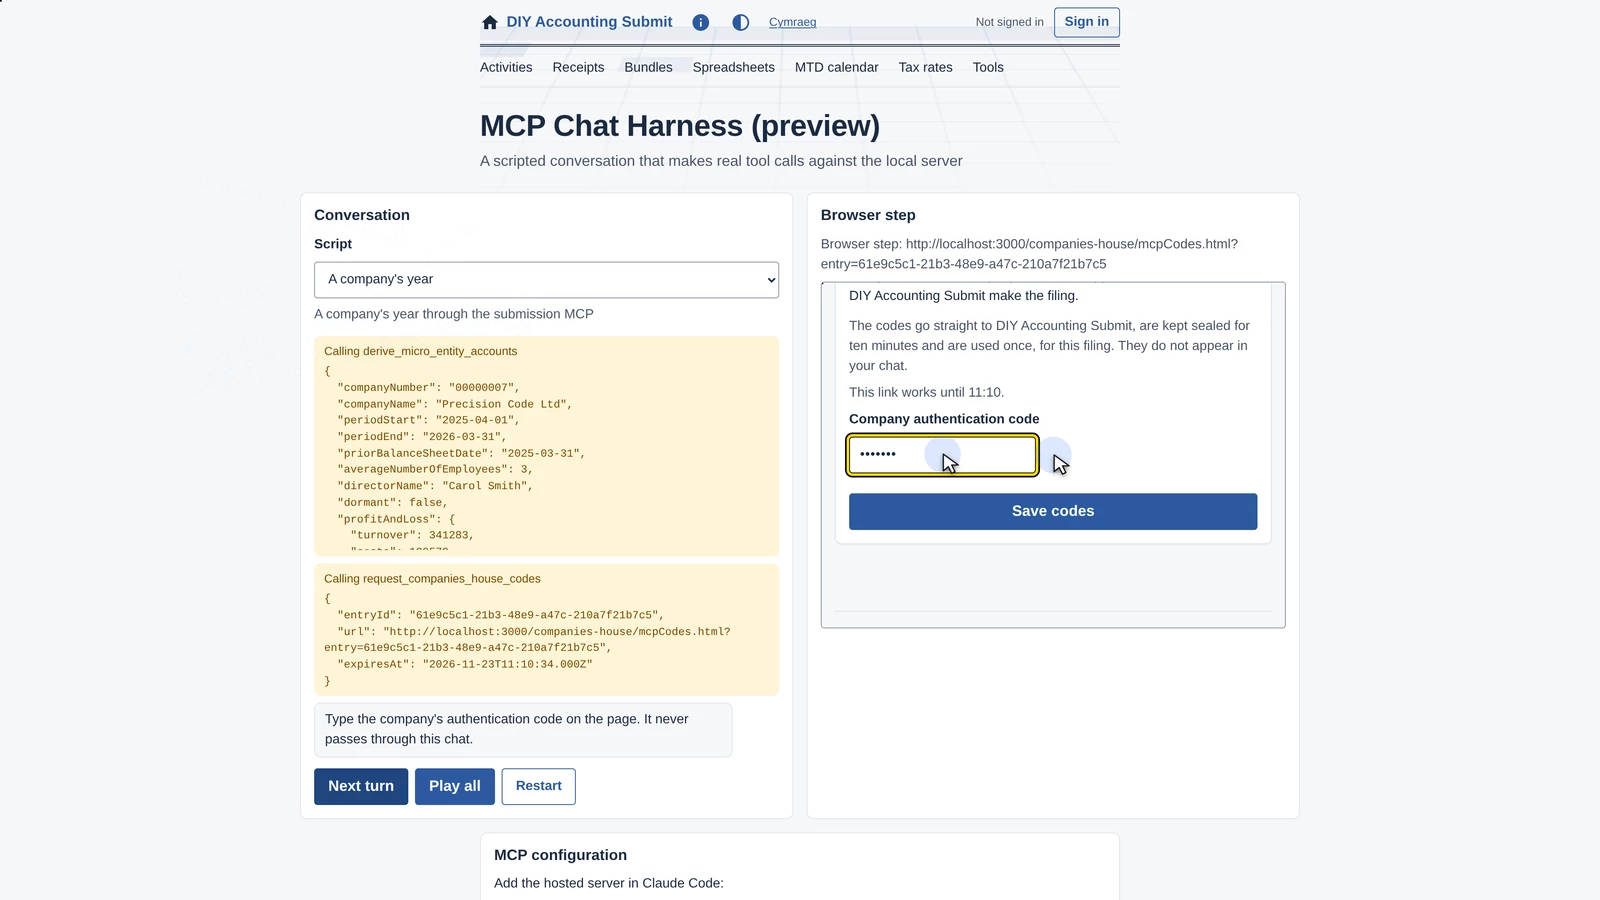 DIY Accounting Submit
Cymraeg
Not signed in
Sign in
Activities
Receipts
Bundles
Spreadsheets
MTD calendar
Tax rates
Tools
MCP Chat Harness (preview)
A scripted conversation that makes real tool calls against the local server
Conversation
Script
A company's year
A company's year through the submission MCP
Calling derive_micro_entity_accounts
{
"companyNumber": "00000007",
"companyName": "Precision Code Ltd",
"periodStart": "2025-04-01",
"periodEnd": "2026-03-31",
"priorBalanceSheetDate": "2025-03-31",
"averageNumberOfEmployees": 3,
"directorName": "Carol Smith",
"dormant": false,
"profitAndLoss": {
"turnover": 341283,
Calling request_companies_house_codes
{
"entryId": "61e9c5c1-21b3-48e9-a47c-210a7f21b7c5",
"url": "http://localhost:3000/companies-house/mcpCodes.html?
entry=61e9c5c1-21b3-48e9-a47c-210a7f21b7c5",
"expiresAt": "2026-11-23T11:10:34.000Z"
}
Type the company's authentication code on the page. It never
passes through this chat.
Next turn
Play all
Restart
Browser step
Browser step: http://localhost:3000/companies-house/mcpCodes.html?
entry=61e9c5c1-21b3-48e9-a47c-210a7f21b7c5
DIY Accounting Submit make the filing.
The codes go straight to DIY Accounting Submit, are kept sealed for
ten minutes and are used once, for this filing. They do not appear in
your chat.
This link works until 11:10.
Company authentication code
•••••••
Save codes
MCP configuration
Add the hosted server in Claude Code: